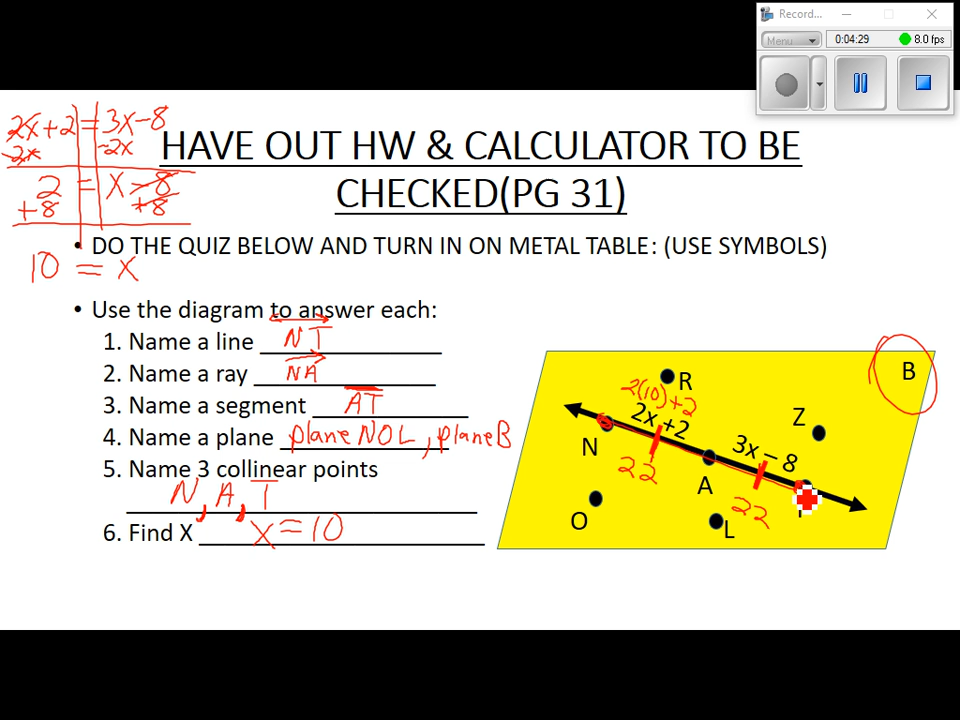 Record...
Menu
0:04:29
8.0 fps
2x + 2 = 3x - 8
-2x -2x
2 = x - 8
+8 +8
10 = x
HAVE OUT HW & CALCULATOR TO BE
CHECKED(PG 31)
• DO THE QUIZ BELOW AND TURN IN ON METAL TABLE: (USE SYMBOLS)
• Use the diagram to answer each:
1. Name a line NT
2. Name a ray NA
3. Name a segment AT
4. Name a plane plane NOL, plane B
5. Name 3 collinear points
N, A, T
6. Find X x = 10
B
R
2(10)+2
2x +2
Z
N
3x – 8
22
A
22
O
L